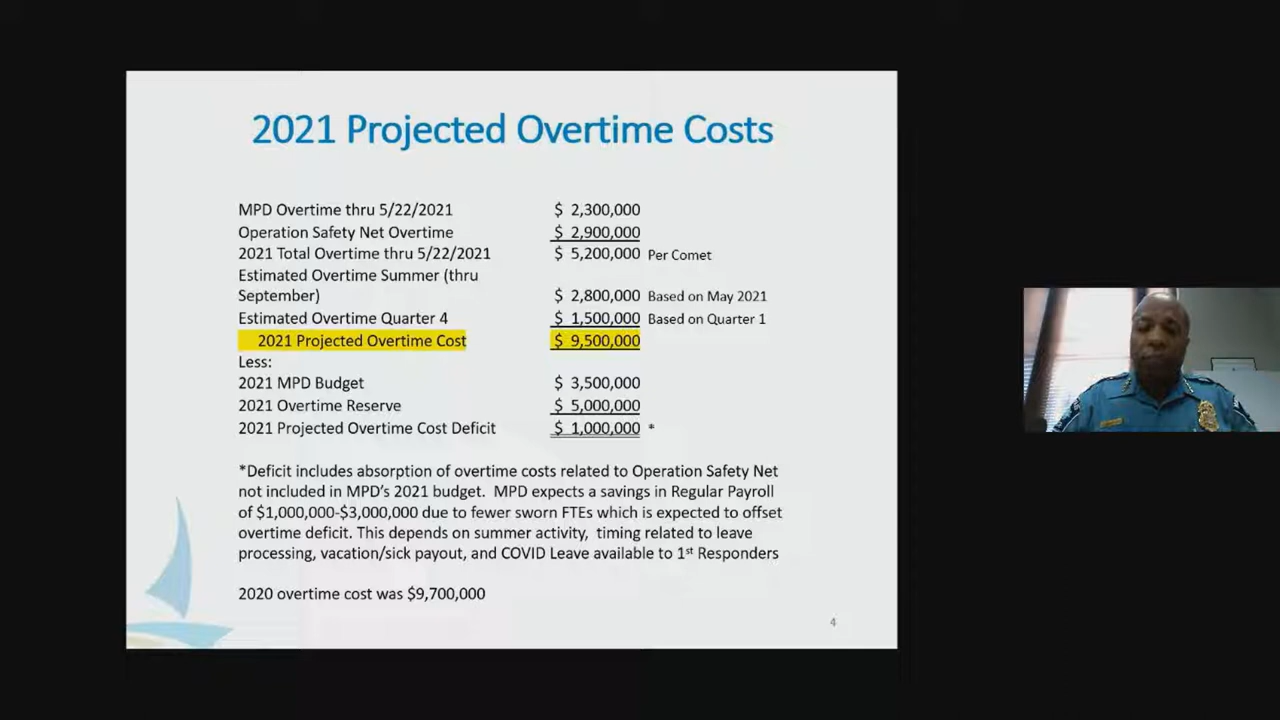 2021 Projected Overtime Costs
MPD Overtime thru 5/22/2021 $ 2,300,000
Operation Safety Net Overtime $ 2,900,000
2021 Total Overtime thru 5/22/2021 $ 5,200,000 Per Comet
Estimated Overtime Summer (thru
September) $ 2,800,000 Based on May 2021
Estimated Overtime Quarter 4 $ 1,500,000 Based on Quarter 1
2021 Projected Overtime Cost $ 9,500,000
Less:
2021 MPD Budget $ 3,500,000
2021 Overtime Reserve $ 5,000,000
2021 Projected Overtime Cost Deficit $ 1,000,000 *
*Deficit includes absorption of overtime costs related to Operation Safety Net
not included in MPD's 2021 budget. MPD expects a savings in Regular Payroll
of $1,000,000-$3,000,000 due to fewer sworn FTEs which is expected to offset
overtime deficit. This depends on summer activity, timing related to leave
processing, vacation/sick payout, and COVID Leave available to 1st Responders
2020 overtime cost was $9,700,000
4